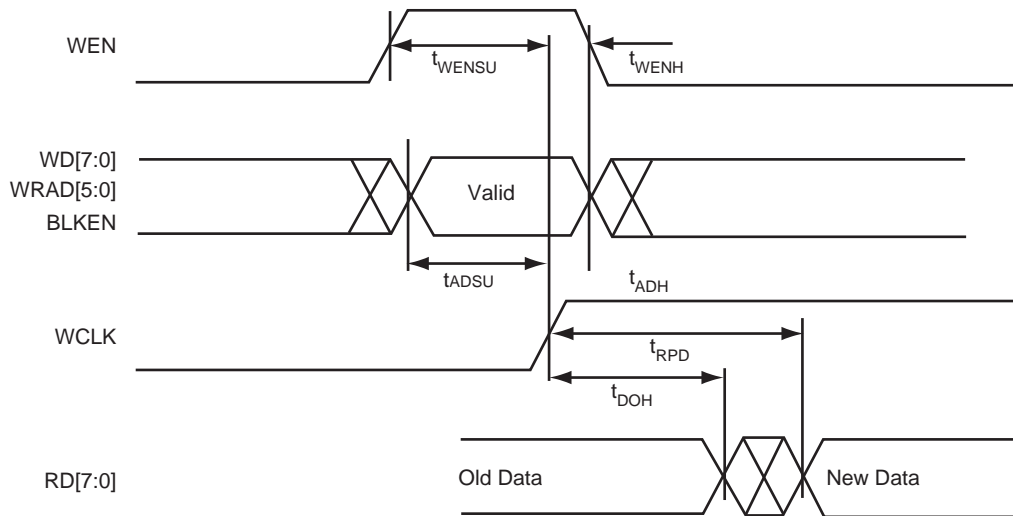 WEN
tWENSU
tWENH
WD[7:0]
WRAD[5:0]
BLKEN
Valid
tADSU
tADH
WCLK
tRPD
tDOH
RD[7:0]
Old Data
New Data